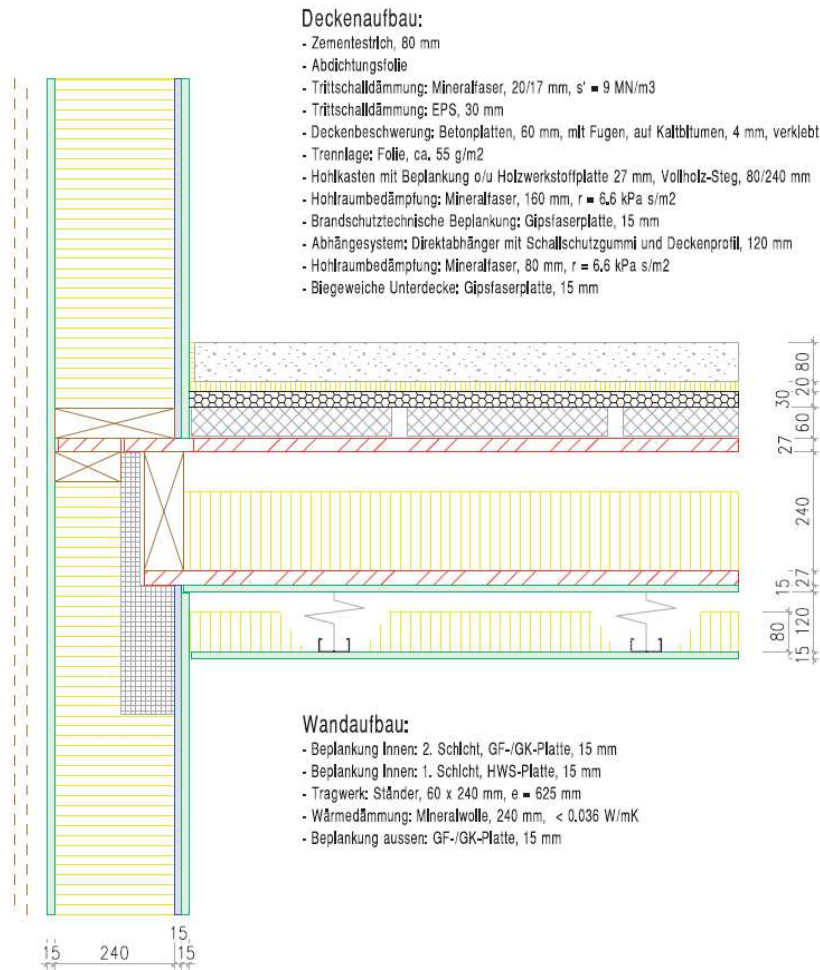 Deckenaufbau:
- Zementestrich, 80 mm
- Abdichtungsfolie
- Trittschalldämmung: Mineralfaser, 20/17 mm, s' = 9 MN/m3
- Trittschalldämmung: EPS, 30 mm
- Deckenbeschwerung: Betonplatten, 60 mm, mit Fugen, auf Kaltbitumen, 4 mm, verklebt
- Trennlage: Folie, ca. 55 g/m2
- Hohlkasten mit Beplankung o/u Holzwerkstoffplatte 27 mm, Vollholz-Steg, 80/240 mm
- Hohlraumbedämpfung: Mineralfaser, 160 mm, r = 6.6 kPa s/m2
- Brandschutztechnische Beplankung: Gipsfaserplatte, 15 mm
- Abhängesystem: Direktabhänger mit Schallschutzgummi und Deckenprofil, 120 mm
- Hohlraumbedämpfung: Mineralfaser, 80 mm, r = 6.6 kPa s/m2
- Biegeweiche Unterdecke: Gipsfaserplatte, 15 mm
80
20
30
60
27
240
27
15
120
80
15
Wandaufbau:
- Beplankung Innen: 2. Schicht, GF-/GK-Platte, 15 mm
- Beplankung Innen: 1. Schicht, HWS-Platte, 15 mm
- Tragwerk: Ständer, 60 x 240 mm, e = 625 mm
- Wärmedämmung: Mineralwolle, 240 mm, < 0.036 W/mK
- Beplankung aussen: GF-/GK-Platte, 15 mm
15
15 240 15